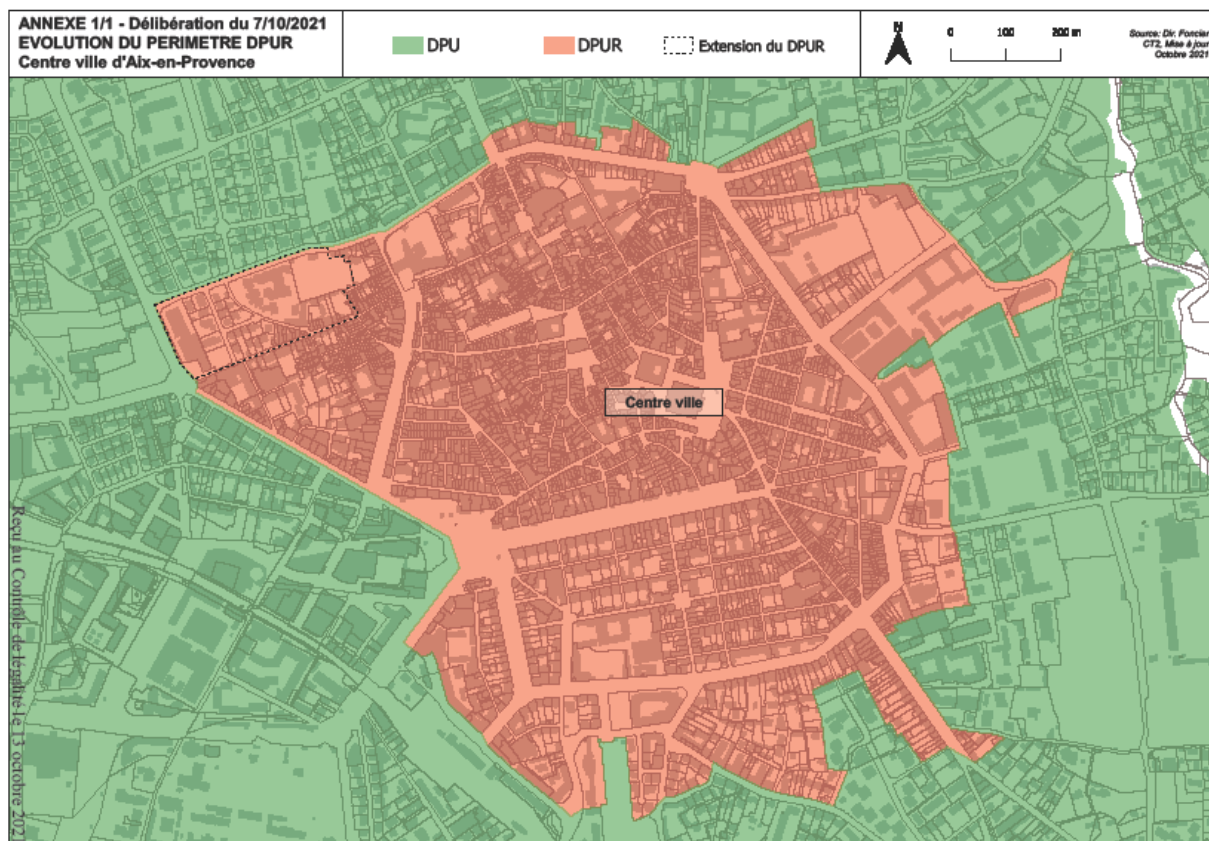 ANNEXE 1/1 - Délibération du 7/10/2021
EVOLUTION DU PERIMETRE DPUR
Centre ville d'Aix-en-Provence
DPU
DPUR
Extension du DPUR
N
0 100 200 m
Source: Dir. Foncier
CT2, Mise à jour
Octobre 2021
Centre ville
Reçu au Contrôle de légalité le 13 octobre 202